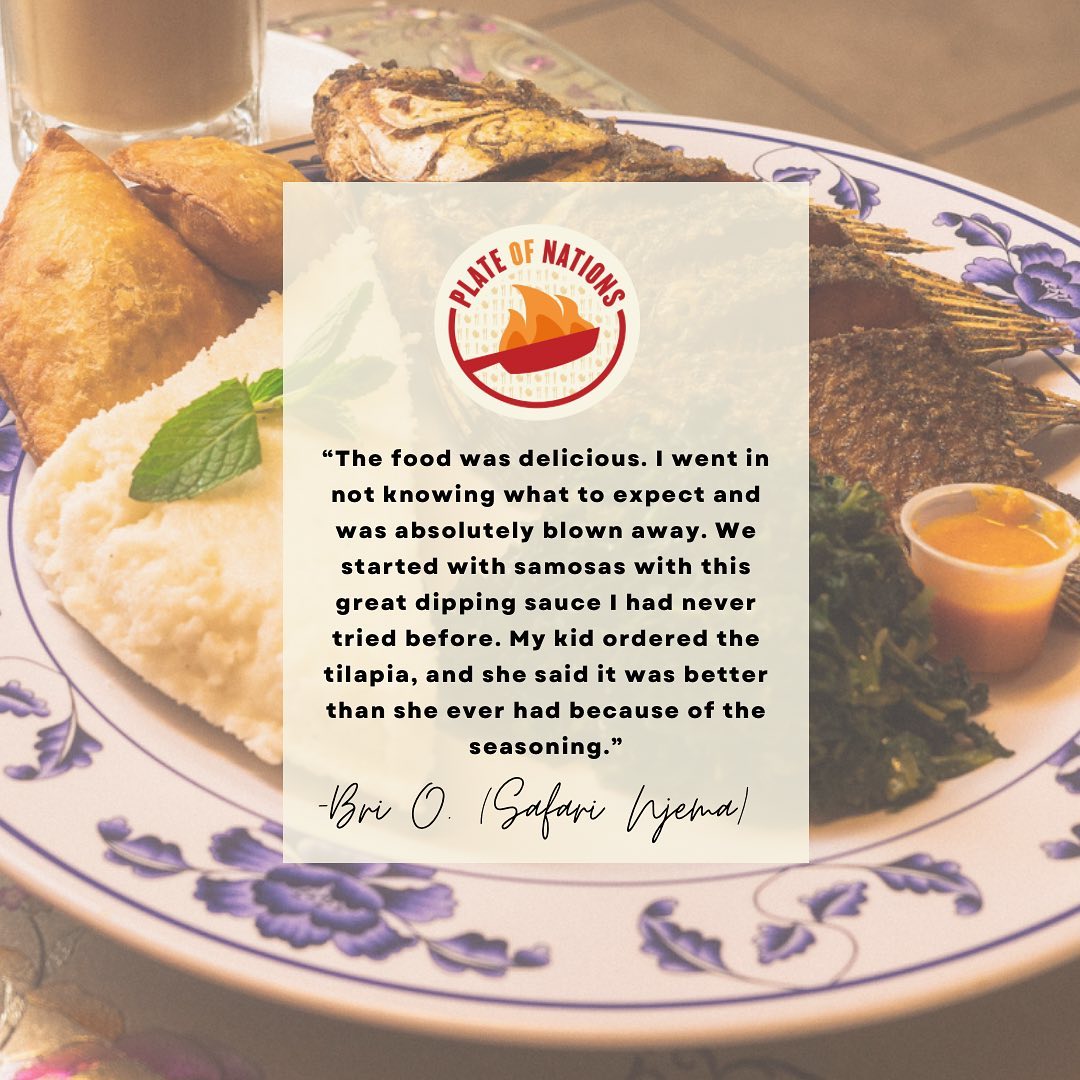 PLATE OF NATIONS
“The food was delicious. I went in
not knowing what to expect and
was absolutely blown away. We
started with samosas with this
great dipping sauce I had never
tried before. My kid ordered the
tilapia, and she said it was better
than she ever had because of the
seasoning.”
-Bri O. (Safari Njema)